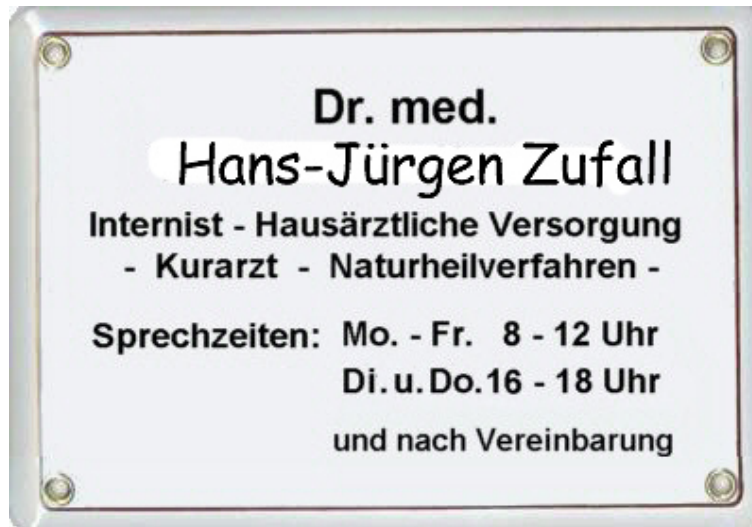 Dr. med.
Hans-Jürgen Zufall
Internist - Hausärztliche Versorgung
- Kurarzt - Naturheilverfahren -
Sprechzeiten: Mo. - Fr. 8 - 12 Uhr
Di. u. Do. 16 - 18 Uhr
und nach Vereinbarung